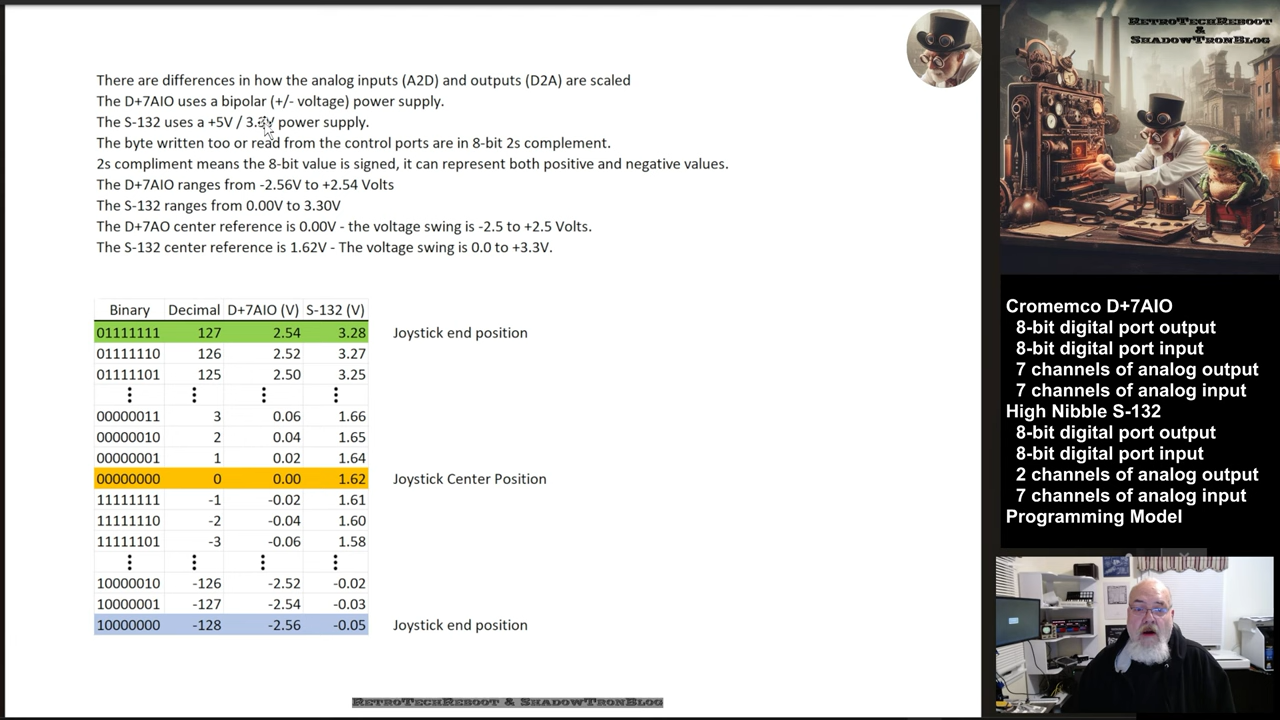 There are differences in how the analog inputs (A2D) and outputs (D2A) are scaled
The D+7AIO uses a bipolar (+/- voltage) power supply.
The S-132 uses a +5V / 3.3V power supply.
The byte written too or read from the control ports are in 8-bit 2s complement.
2s compliment means the 8-bit value is signed, it can represent both positive and negative values.
The D+7AIO ranges from -2.56V to +2.54 Volts
The S-132 ranges from 0.00V to 3.30V
The D+7AO center reference is 0.00V - the voltage swing is -2.5 to +2.5 Volts.
The S-132 center reference is 1.62V - The voltage swing is 0.0 to +3.3V.
Binary Decimal D+7AIO (V) S-132 (V)
01111111 127 2.54 3.28 Joystick end position
01111110 126 2.52 3.27
01111101 125 2.50 3.25
00000011 3 0.06 1.66
00000010 2 0.04 1.65
00000001 1 0.02 1.64
00000000 0 0.00 1.62 Joystick Center Position
11111111 -1 -0.02 1.61
11111110 -2 -0.04 1.60
11111101 -3 -0.06 1.58
10000010 -126 -2.52 -0.02
10000001 -127 -2.54 -0.03
10000000 -128 -2.56 -0.05 Joystick end position
RetroTechReboot & ShadowTronBlog
RetroTechReboot
&
ShadowTronBlog
Cromemco D+7AIO
8-bit digital port output
8-bit digital port input
7 channels of analog output
7 channels of analog input
High Nibble S-132
8-bit digital port output
8-bit digital port input
2 channels of analog output
7 channels of analog input
Programming Model